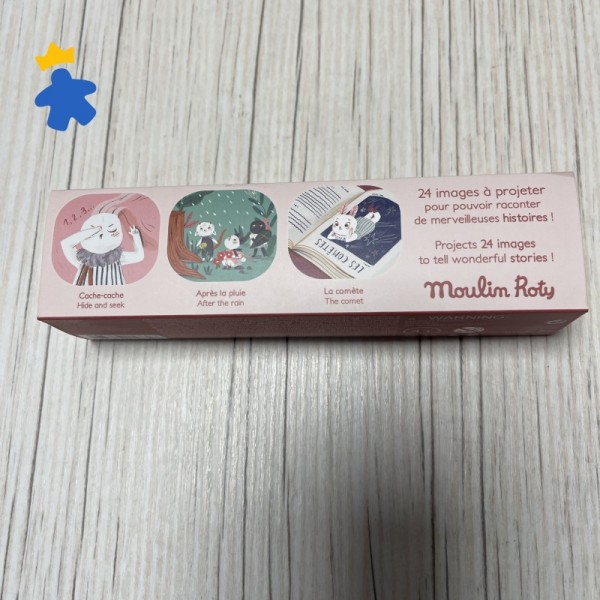 1, 2, 3...
Cache-cache
Hide and seek
Après la pluie
After the rain
LES COMÈTES
La comète
The comet
24 images à projeter
pour pouvoir raconter
de merveilleuses histoires !
Projects 24 images
to tell wonderful stories !
Moulin Roty
WARNING